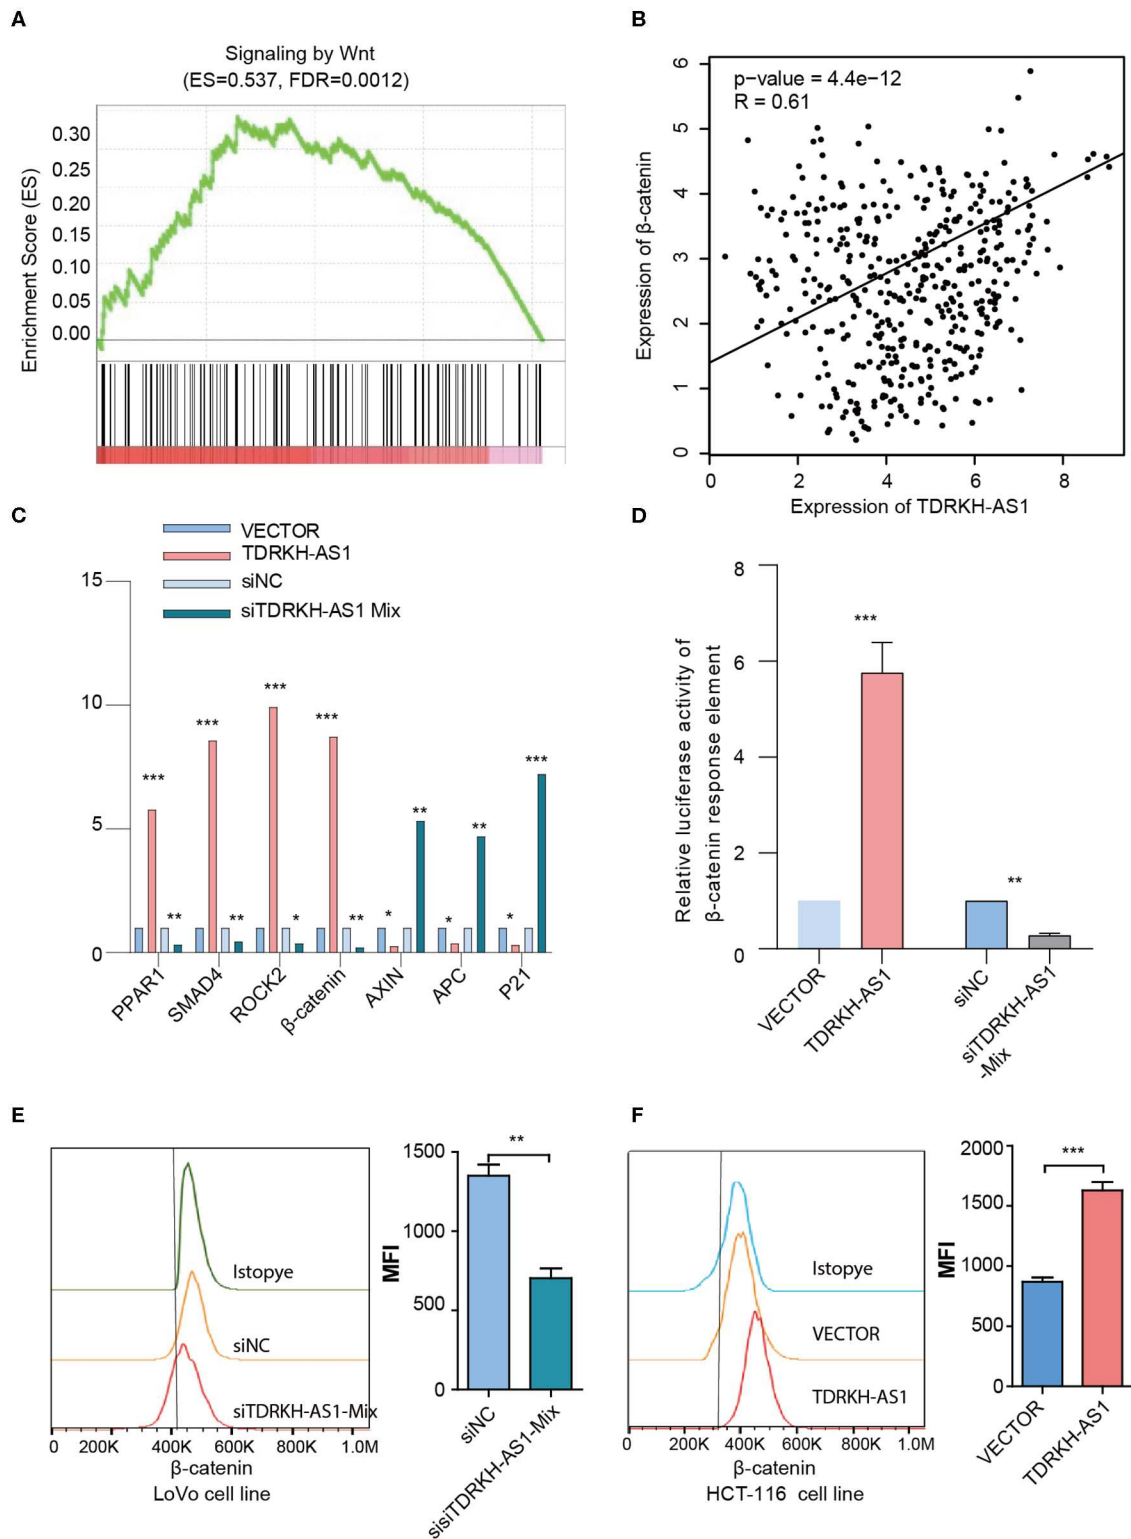 A
Signaling by Wnt
(ES=0.537, FDR=0.0012)
Enrichment Score (ES)
0.30
0.25
0.20
0.15
0.10
0.05
0.00
B
p-value = 4.4e−12
R = 0.61
Expression of β-catenin
6
5
4
3
2
1
0
0 2 4 6 8
Expression of TDRKH-AS1
C
VECTOR
TDRKH-AS1
siNC
siTDRKH-AS1 Mix
15
10
5
0
***
**
***
**
***
*
***
**
*
**
*
**
*
***
PPAR1
SMAD4
ROCK2
β-catenin
AXIN
APC
P21
D
Relative luciferase activity of
β-catenin response element
8
6
4
2
0
***
**
VECTOR
TDRKH-AS1
siNC
siTDRKH-AS1
-Mix
E
Istopye
siNC
siTDRKH-AS1-Mix
0 200K 400K 600K 800K 1.0M
β-catenin
LoVo cell line
MFI
1500
1000
500
0
**
siNC
sisiTDRKH-AS1-Mix
F
Istopye
VECTOR
TDRKH-AS1
0 200K 400K 600K 800K 1.0M
β-catenin
HCT-116 cell line
MFI
2000
1500
1000
500
0
***
VECTOR
TDRKH-AS1